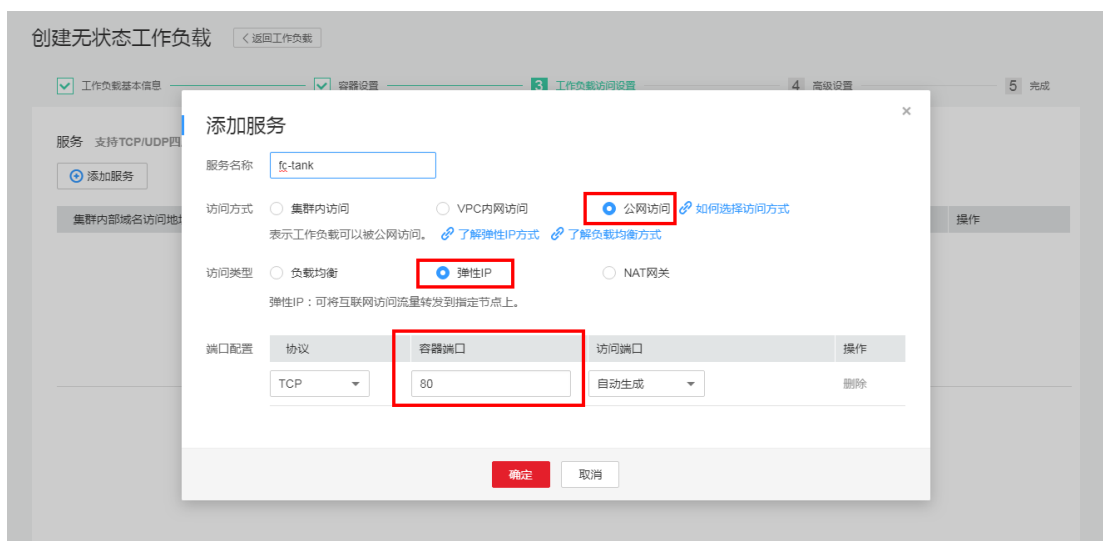 创建无状态工作负载 <返回工作负载
工作负载基本信息 容器设置 3 工作负载访问设置 4 高级设置 5 完成
添加服务 ×
服务 支持TCP/UDP四
服务名称 fc-tank
添加服务
访问方式 集群内访问 VPC内网访问 公网访问 如何选择访问方式
集群内部域名访问地址 操作
表示工作负载可以被公网访问。 了解弹性IP方式 了解负载均衡方式
访问类型 负载均衡 弹性IP NAT网关
弹性IP：可将互联网访问流量转发到指定节点上。
端口配置 协议 容器端口 访问端口 操作
TCP 80 自动生成 删除
确定 取消